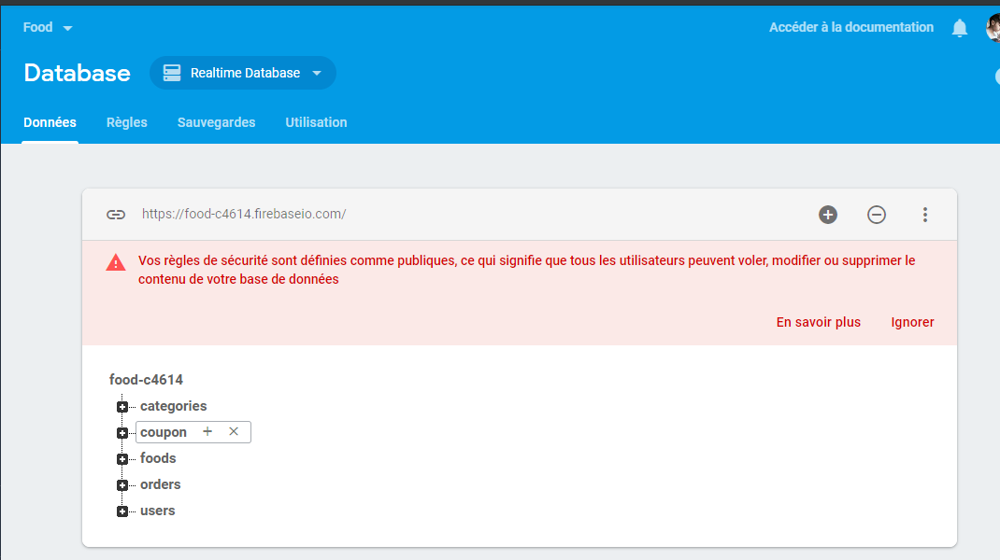 Food
Accéder à la documentation
Database
Realtime Database
Données
Règles
Sauvegardes
Utilisation
https://food-c4614.firebaseio.com/
Vos règles de sécurité sont définies comme publiques, ce qui signifie que tous les utilisateurs peuvent voler, modifier ou supprimer le
contenu de votre base de données
En savoir plus
Ignorer
food-c4614
categories
coupon
foods
orders
users